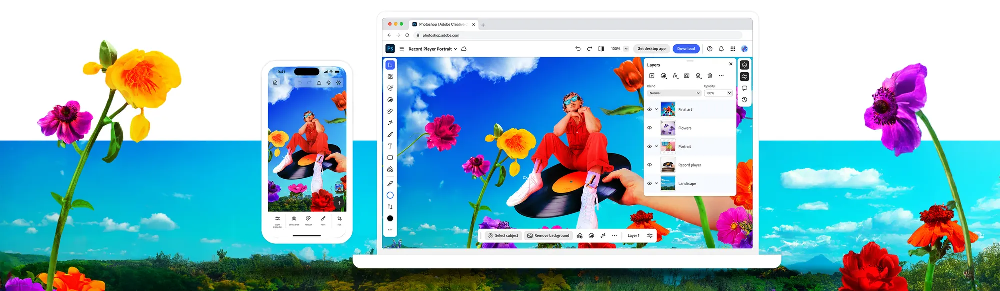 9:41
Layer
properties
Select area
Retouch
Paint
Size
Ps Photoshop | Adobe Creative C
photoshop.adobe.com
Ps
Record Player Portrait
100%
Get desktop app
Download
Layers
Blend
Opacity
Normal
100%
Final art
Flowers
Portrait
Record player
Landscape
T
fx
Select subject
Remove background
Layer 1